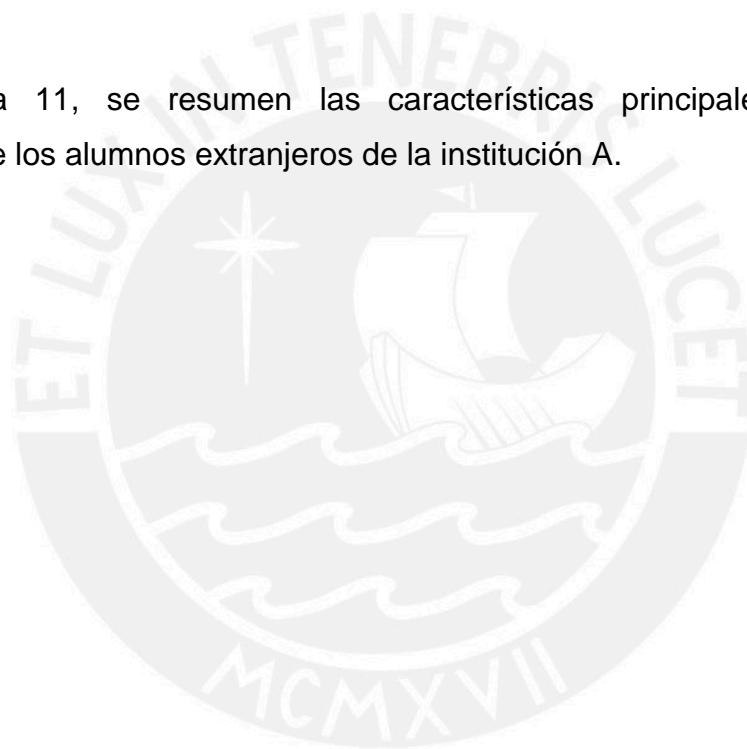 a 11, se resumen las características principale
e los alumnos extranjeros de la institución A.
ET LUX IN TENEBRIS LUCET
MCMXVII